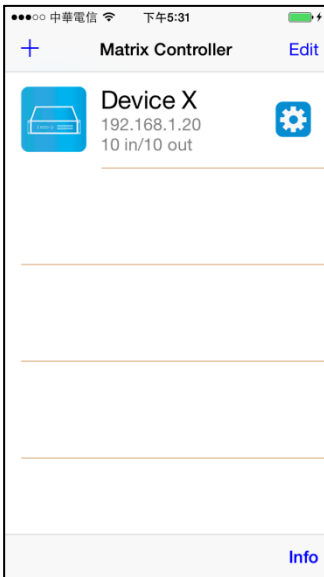 中華電信 下午5:31
+ Matrix Controller Edit
Device X
192.168.1.20
10 in/10 out
Info